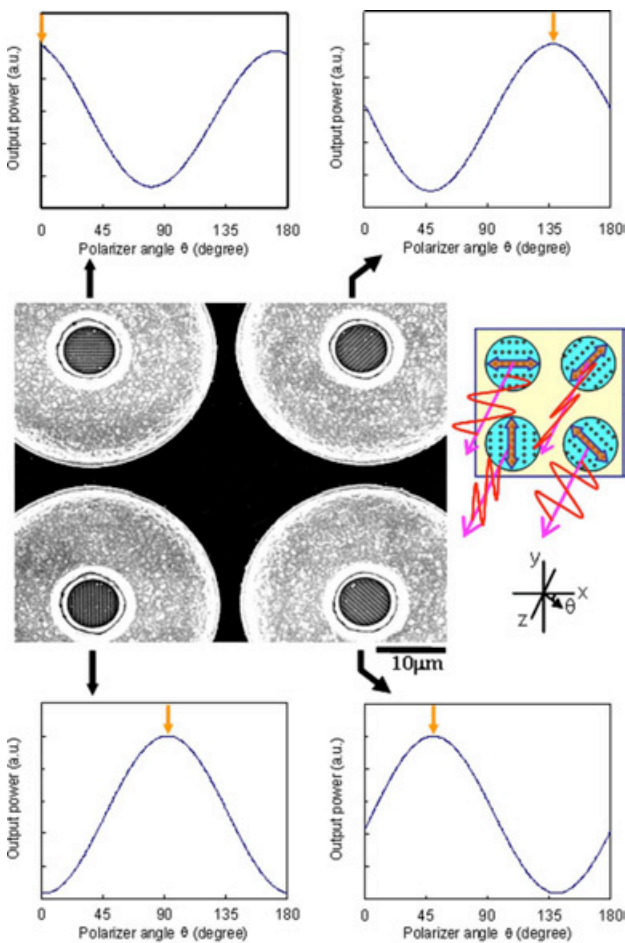 Output power (a.u.)
0 45 90 135 180
Polarizer angle θ (degree)
Output power (a.u.)
0 45 90 135 180
Polarizer angle θ (degree)
y
x
z
θ
10μm
Output power (a.u.)
0 45 90 135 180
Polarizer angle θ (degree)
Output power (a.u.)
0 45 90 135 180
Polarizer angle θ (degree)